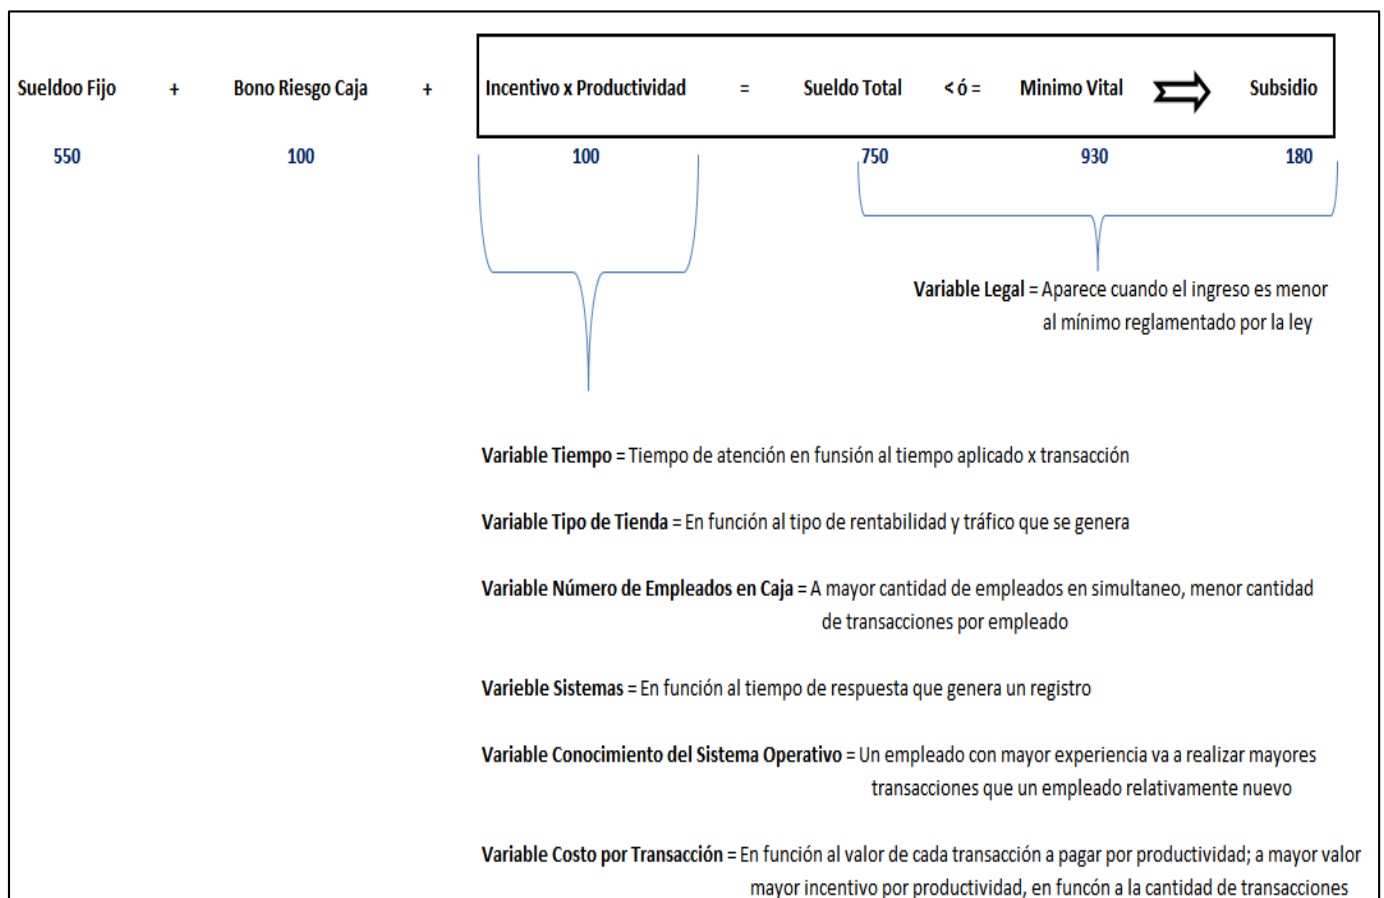 Sueldoo Fijo + Bono Riesgo Caja + Incentivo x Productividad = Sueldo Total < ó = Minimo Vital Subsidio
550 100 100 750 930 180
Variable Legal = Aparece cuando el ingreso es menor
al mínimo reglamentado por la ley
Variable Tiempo = Tiempo de atención en funsión al tiempo aplicado x transacción
Variable Tipo de Tienda = En función al tipo de rentabilidad y tráfico que se genera
Variable Número de Empleados en Caja = A mayor cantidad de empleados en simultaneo, menor cantidad
de transacciones por empleado
Varieble Sistemas = En función al tiempo de respuesta que genera un registro
Variable Conocimiento del Sistema Operativo = Un empleado con mayor experiencia va a realizar mayores
transacciones que un empleado relativamente nuevo
Variable Costo por Transacción = En función al valor de cada transacción a pagar por productividad; a mayor valor
mayor incentivo por productividad, en funcón a la cantidad de transacciones